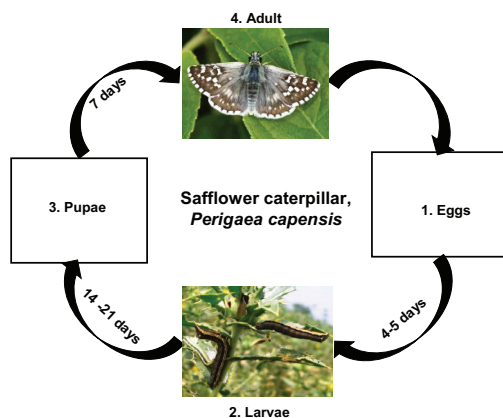 4. Adult
7 days
3. Pupae
Safflower caterpillar,
Perigaea capensis
1. Eggs
14 -21 days
4-5 days
2. Larvae